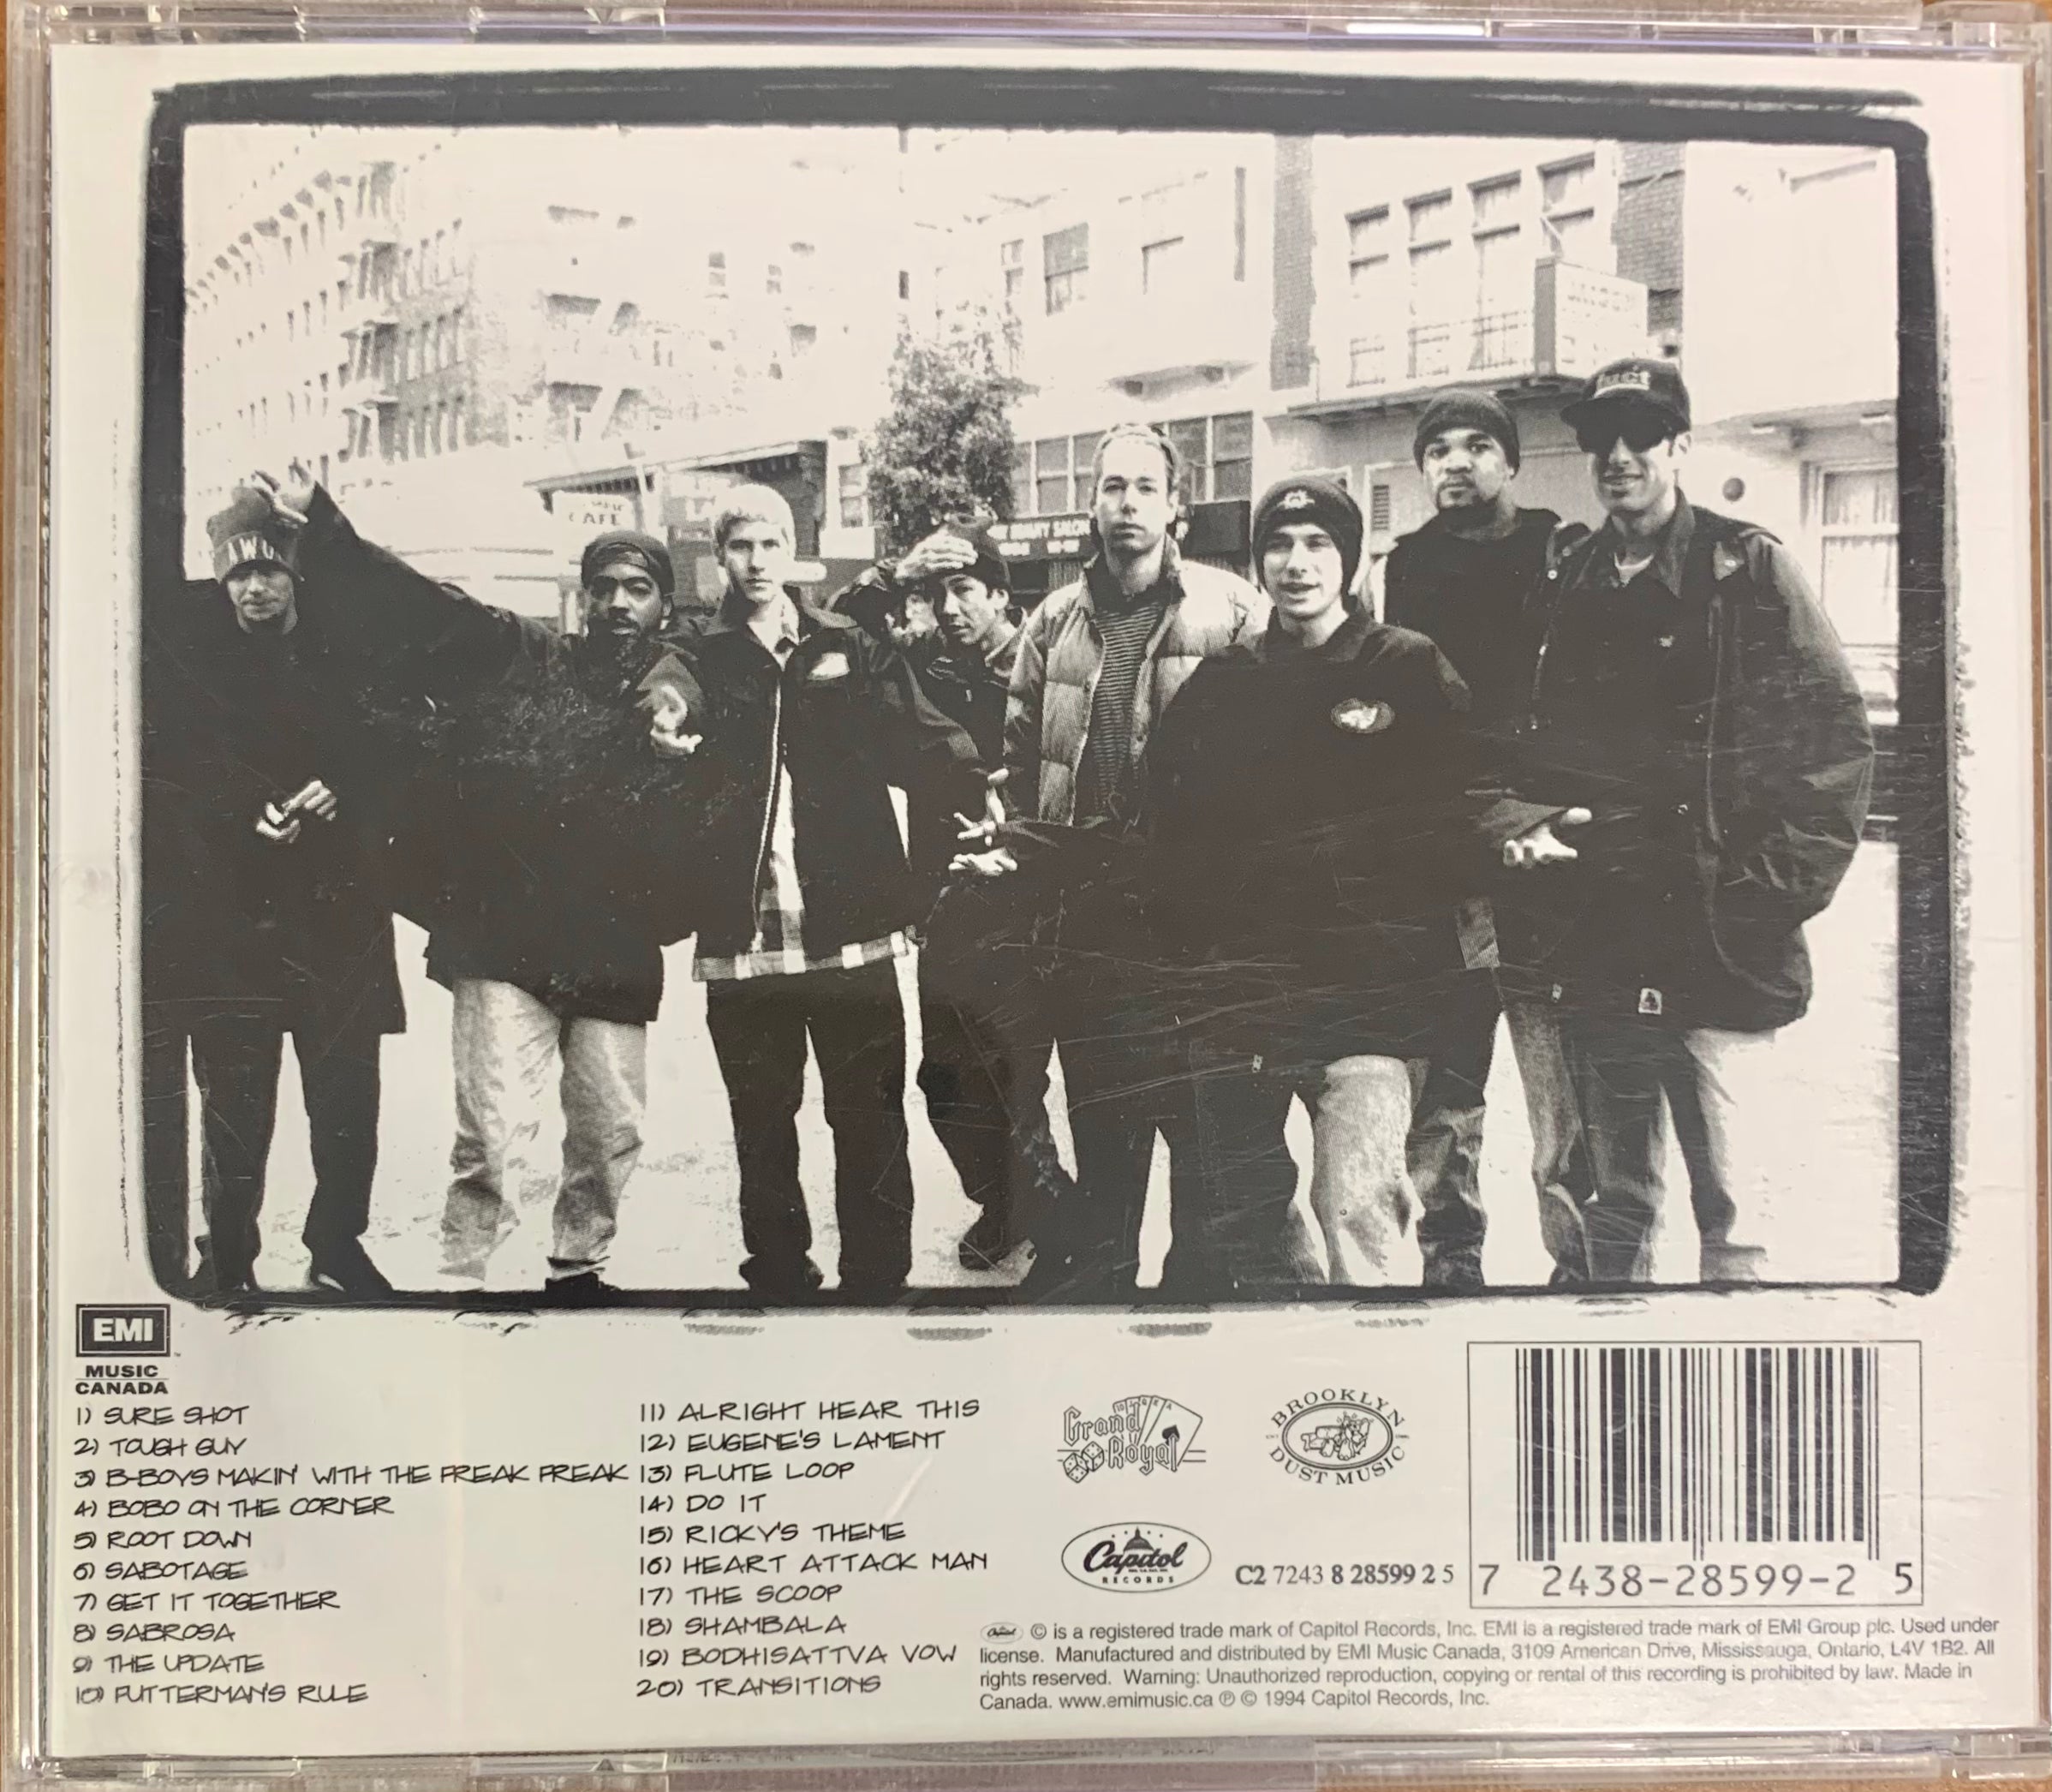 AWOL
CAFE
fuct
EMI
MUSIC
CANADA
1) SURE SHOT
2) TOUGH GUY
3) B-BOYS MAKIN' WITH THE FREAK FREAK
4) BOBO ON THE CORNER
5) ROOT DOWN
6) SABOTAGE
7) GET IT TOGETHER
8) SABROSA
9) THE UPDATE
10) FUTTERMAN'S RULE
11) ALRIGHT HEAR THIS
12) EUGENE'S LAMENT
13) FLUTE LOOP
14) DO IT
15) RICKY'S THEME
16) HEART ATTACK MAN
17) THE SCOOP
18) SHAMBALA
19) BODHISATTVA VOW
20) TRANSITIONS
Grand
Royal
BROOKLYN
DUST MUSIC
Capitol
RECORDS
C2 7243 8 28599 2 5
7 2438-28599-2 5
Capitol © is a registered trade mark of Capitol Records, Inc. EMI is a registered trade mark of EMI Group plc. Used under
license. Manufactured and distributed by EMI Music Canada, 3109 American Drive, Mississauga, Ontario, L4V 1B2. All
rights reserved. Warning: Unauthorized reproduction, copying or rental of this recording is prohibited by law. Made in
Canada. www.emimusic.ca ℗ © 1994 Capitol Records, Inc.